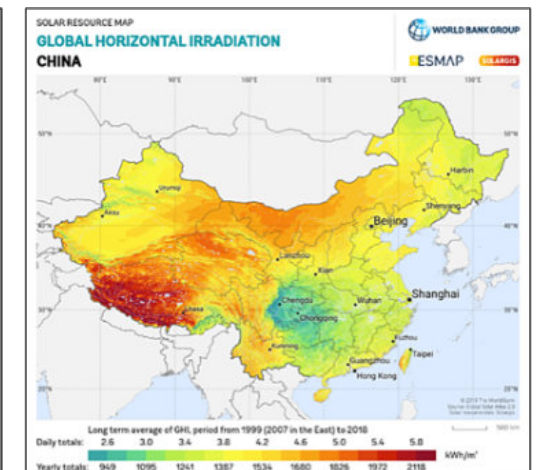 SOLAR RESOURCE MAP
GLOBAL HORIZONTAL IRRADIATION
CHINA
WORLD BANK GROUP
ESMAP
SOLARGIS
80°E 90°E 100°E 110°E 120°E 130°E
50°N
50°N
Harbin
Urumqi
Shenyang
Aksu
40°N
Beijing
40°N
Lanzhou
Xian
Shanghai
Chengdu
Wuhan
30°N
Lhasa
30°N
Chongqing
Fuzhou
Kunming
Taipei
Guangzhou
Hong Kong
20°N
20°N
500 km
Long term average of GHI, period from 1999 (2007 in the East) to 2018
Daily totals: 2.6 3.0 3.4 3.8 4.2 4.6 5.0 5.4 5.8
kWh/m²
Yearly totals: 949 1095 1241 1387 1534 1680 1826 1972 2118